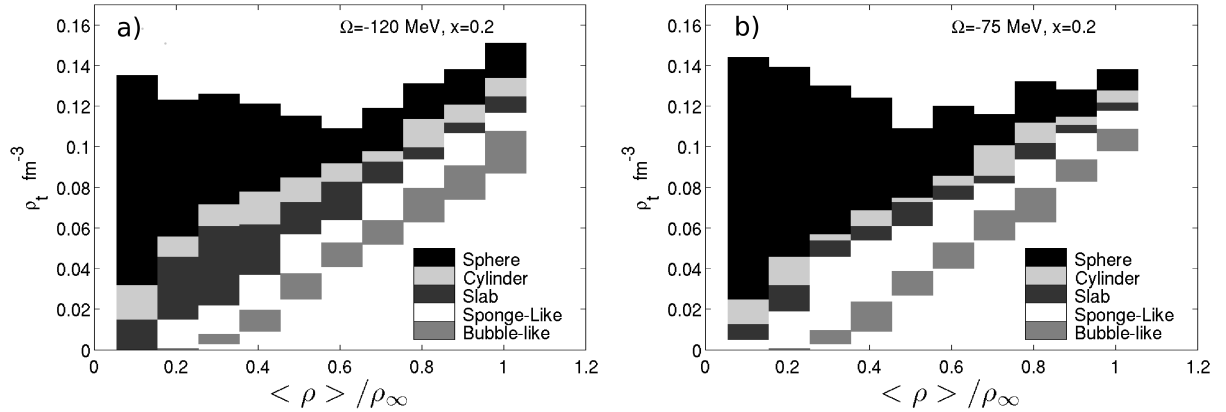 a)
Ω=-120 MeV, x=0.2
0.16
0.14
0.12
0.1
0.08
0.06
0.04
0.02
0
ρt fm-3
Sphere
Cylinder
Slab
Sponge-Like
Bubble-like
0 0.2 0.4 0.6 0.8 1 1.2
< ρ > /ρ∞
b)
Ω=-75 MeV, x=0.2
0.16
0.14
0.12
0.1
0.08
0.06
0.04
0.02
0
ρt fm-3
Sphere
Cylinder
Slab
Sponge-Like
Bubble-like
0 0.2 0.4 0.6 0.8 1 1.2
< ρ > /ρ∞